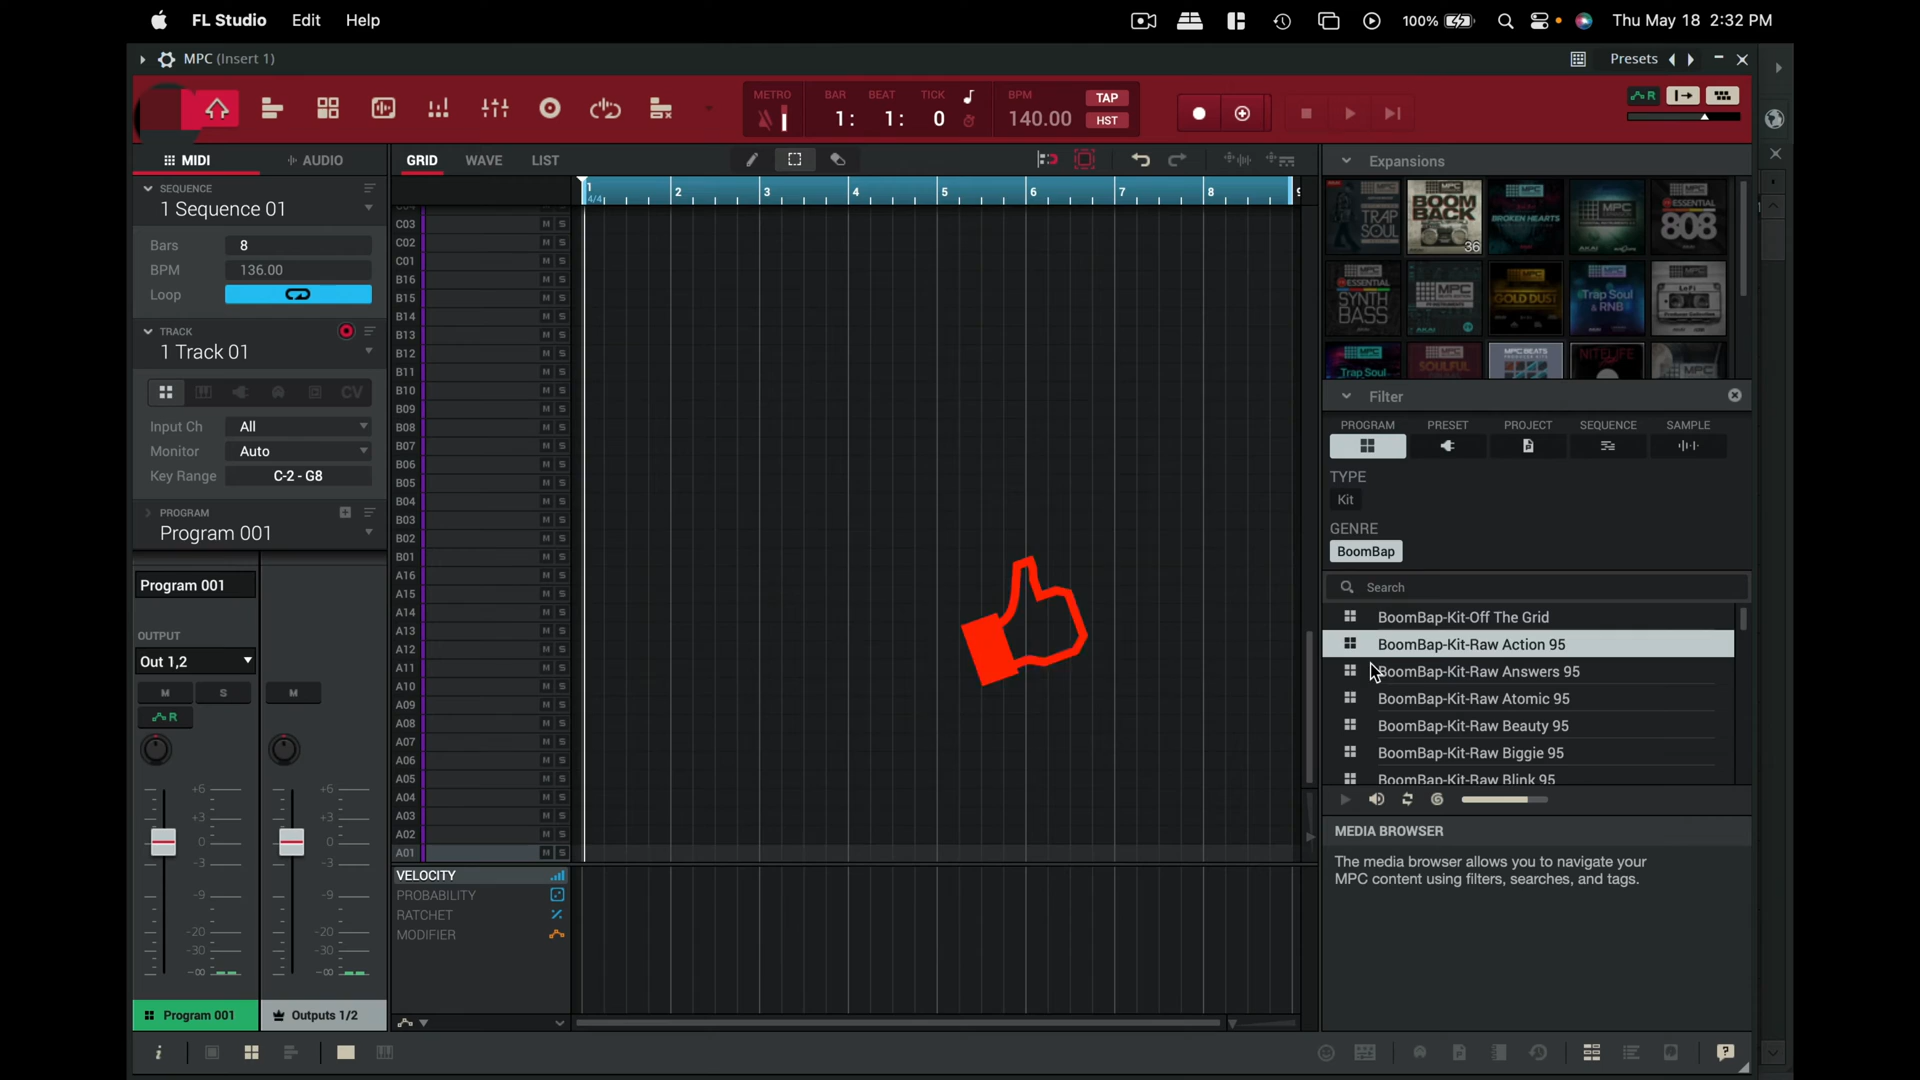 FL Studio Edit Help 100% Thu May 18 2:32 PM
MPC (Insert 1) Presets
METRO BAR BEAT TICK BPM TAP
1: 1: 0 140.00 HST
MIDI AUDIO GRID WAVE LIST Expansions
SEQUENCE
1 Sequence 01
Bars 8
BPM 136.00
Loop
TRACK
1 Track 01
CV
Input Ch All
Monitor Auto
Key Range C-2 - G8
PROGRAM
Program 001
Program 001
OUTPUT
Out 1,2
M S M
R
+6 +6
+3 +3
0 0
-3 -3
-9 -9
-20 -20
-30 -30
-∞ -∞
Program 001 Outputs 1/2
1 2 3 4 5 6 7 8
4/4
C03 M S
C02 M S
C01 M S
B16 M S
B15 M S
B14 M S
B13 M S
B12 M S
B11 M S
B10 M S
B09 M S
B08 M S
B07 M S
B06 M S
B05 M S
B04 M S
B03 M S
B02 M S
B01 M S
A16 M S
A15 M S
A14 M S
A13 M S
A12 M S
A11 M S
A10 M S
A09 M S
A08 M S
A07 M S
A06 M S
A05 M S
A04 M S
A03 M S
A02 M S
A01 M S
VELOCITY
PROBABILITY
RATCHET
MODIFIER
TRAP SOUL
BOOM BACK
36
BROKEN HEARTS
MPC
ESSENTIAL 808
ESSENTIAL SYNTH BASS
MPC
GOLD DUST
Trap Soul & RNB
LoFi
Trap Soul
SOULFUL
MPC BEATS
NITELIFE
Filter
PROGRAM PRESET PROJECT SEQUENCE SAMPLE
TYPE
Kit
GENRE
BoomBap
Search
BoomBap-Kit-Off The Grid
BoomBap-Kit-Raw Action 95
BoomBap-Kit-Raw Answers 95
BoomBap-Kit-Raw Atomic 95
BoomBap-Kit-Raw Beauty 95
BoomBap-Kit-Raw Biggie 95
BoomBap-Kit-Raw Blink 95
MEDIA BROWSER
The media browser allows you to navigate your
MPC content using filters, searches, and tags.